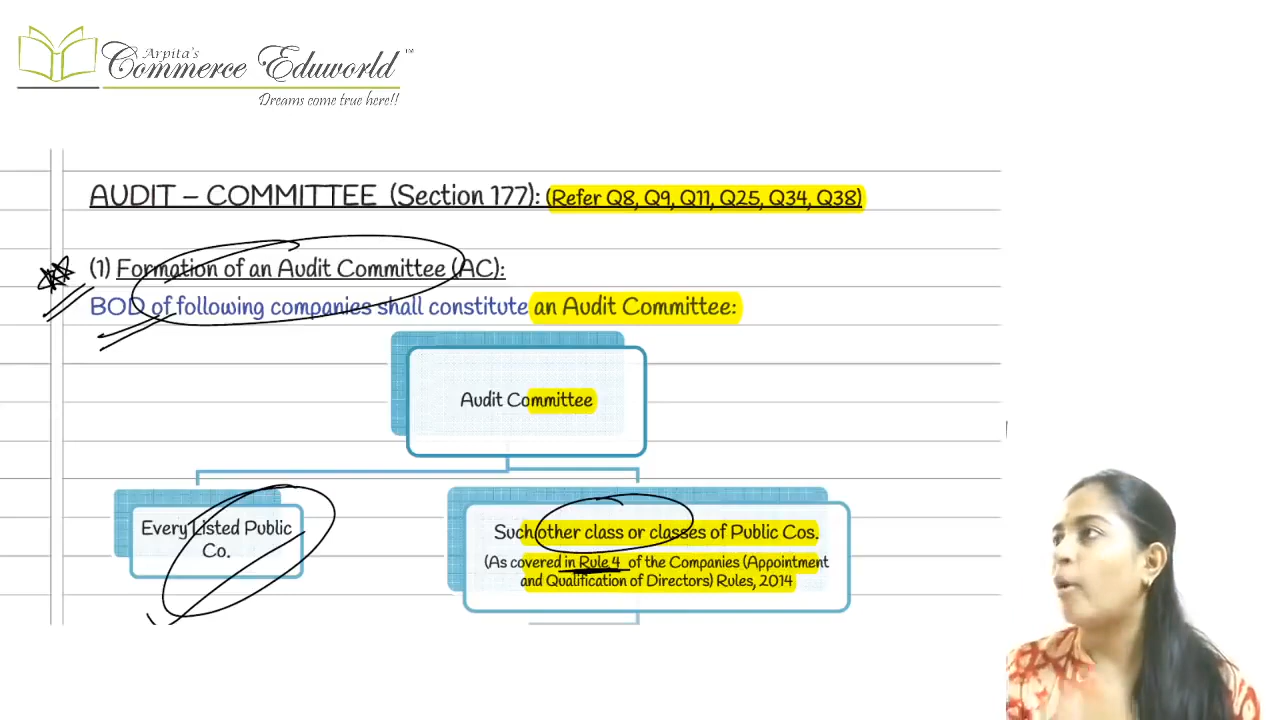 Arpita's
Commerce Eduworld™
Dreams come true here!!
AUDIT – COMMITTEE (Section 177): (Refer Q8, Q9, Q11, Q25, Q34, Q38)
(1) Formation of an Audit Committee (AC):
BOD of following companies shall constitute an Audit Committee:
Audit Committee
Every Listed Public
Co.
Such other class or classes of Public Cos.
(As covered in Rule 4 of the Companies (Appointment
and Qualification of Directors) Rules, 2014